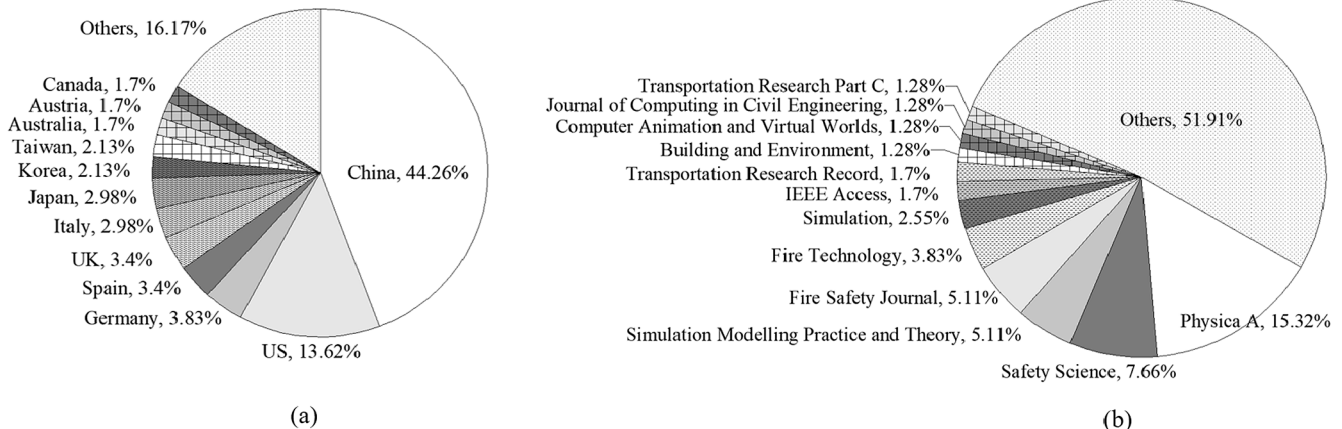 Others, 16.17%
Canada, 1.7%
Austria, 1.7%
Australia, 1.7%
Taiwan, 2.13%
Korea, 2.13%
Japan, 2.98%
Italy, 2.98%
UK, 3.4%
Spain, 3.4%
Germany, 3.83%
US, 13.62%
China, 44.26%
(a)
Transportation Research Part C, 1.28%
Journal of Computing in Civil Engineering, 1.28%
Computer Animation and Virtual Worlds, 1.28%
Building and Environment, 1.28%
Transportation Research Record, 1.7%
IEEE Access, 1.7%
Simulation, 2.55%
Fire Technology, 3.83%
Fire Safety Journal, 5.11%
Simulation Modelling Practice and Theory, 5.11%
Safety Science, 7.66%
Physica A, 15.32%
Others, 51.91%
(b)